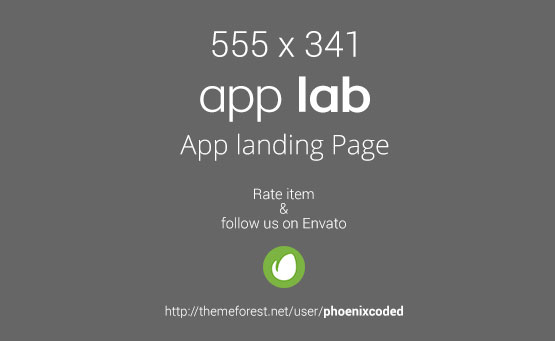 555 x 341
app lab
App landing Page
Rate item
&
follow us on Envato
http://themeforest.net/user/phoenixcoded